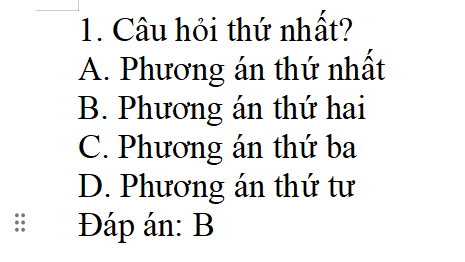 1. Câu hỏi thứ nhất?
A. Phương án thứ nhất
B. Phương án thứ hai
C. Phương án thứ ba
D. Phương án thứ tư
Đáp án: B